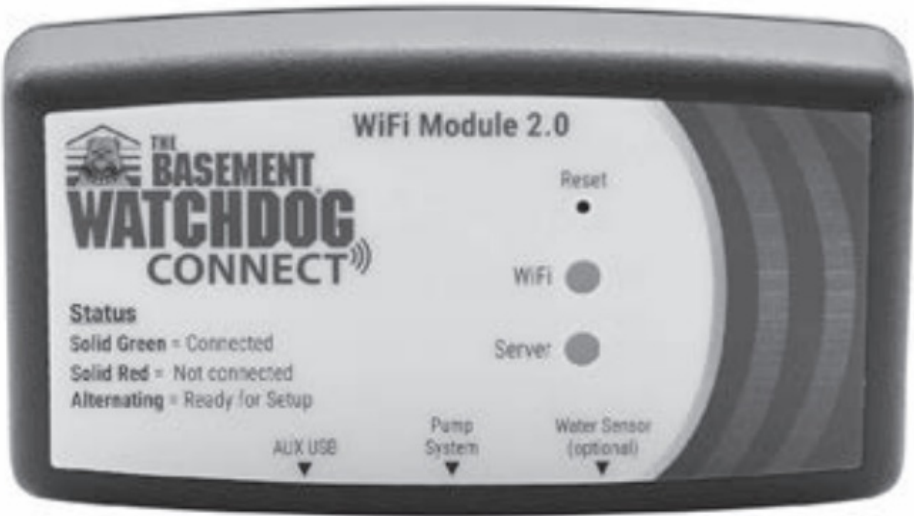 WiFi Module 2.0
THE
BASEMENT
WATCHDOG
CONNECT
Reset
WiFi
Server
Status
Solid Green = Connected
Solid Red = Not connected
Alternating = Ready for Setup
AUX USB
Pump
System
Water Sensor
(optional)